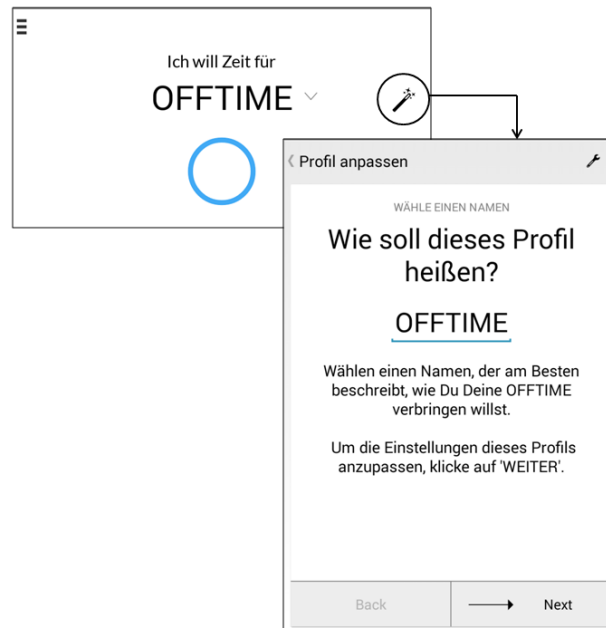 Ich will Zeit für
OFFTIME
Profil anpassen
WÄHLE EINEN NAMEN
Wie soll dieses Profil
heißen?
OFFTIME
Wählen einen Namen, der am Besten
beschreibt, wie Du Deine OFFTIME
verbringen willst.
Um die Einstellungen dieses Profils
anzupassen, klicke auf 'WEITER'.
Back
Next